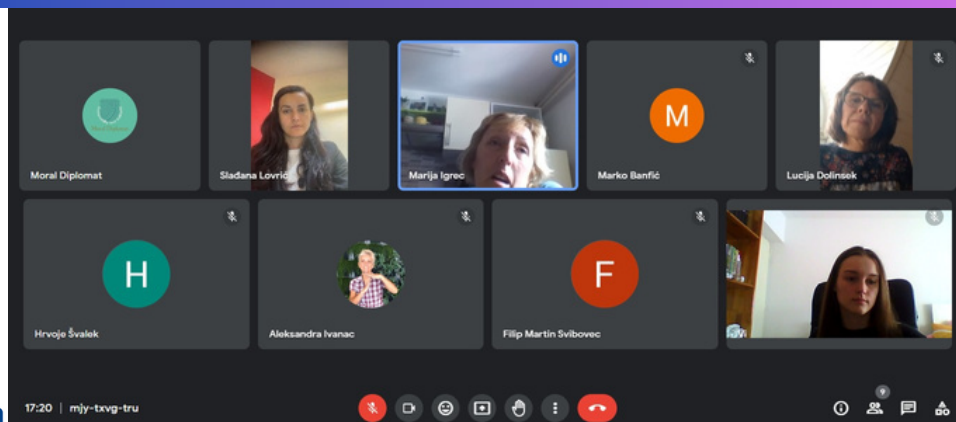 Moral Diplomat
Slađana Lovrić
Marija Igrec
M
Marko Banfić
Lucija Dolinsek
H
Hrvoje Švalek
Aleksandra Ivanac
F
Filip Martin Svibovec
17:20 | mjy-txvg-tru
9